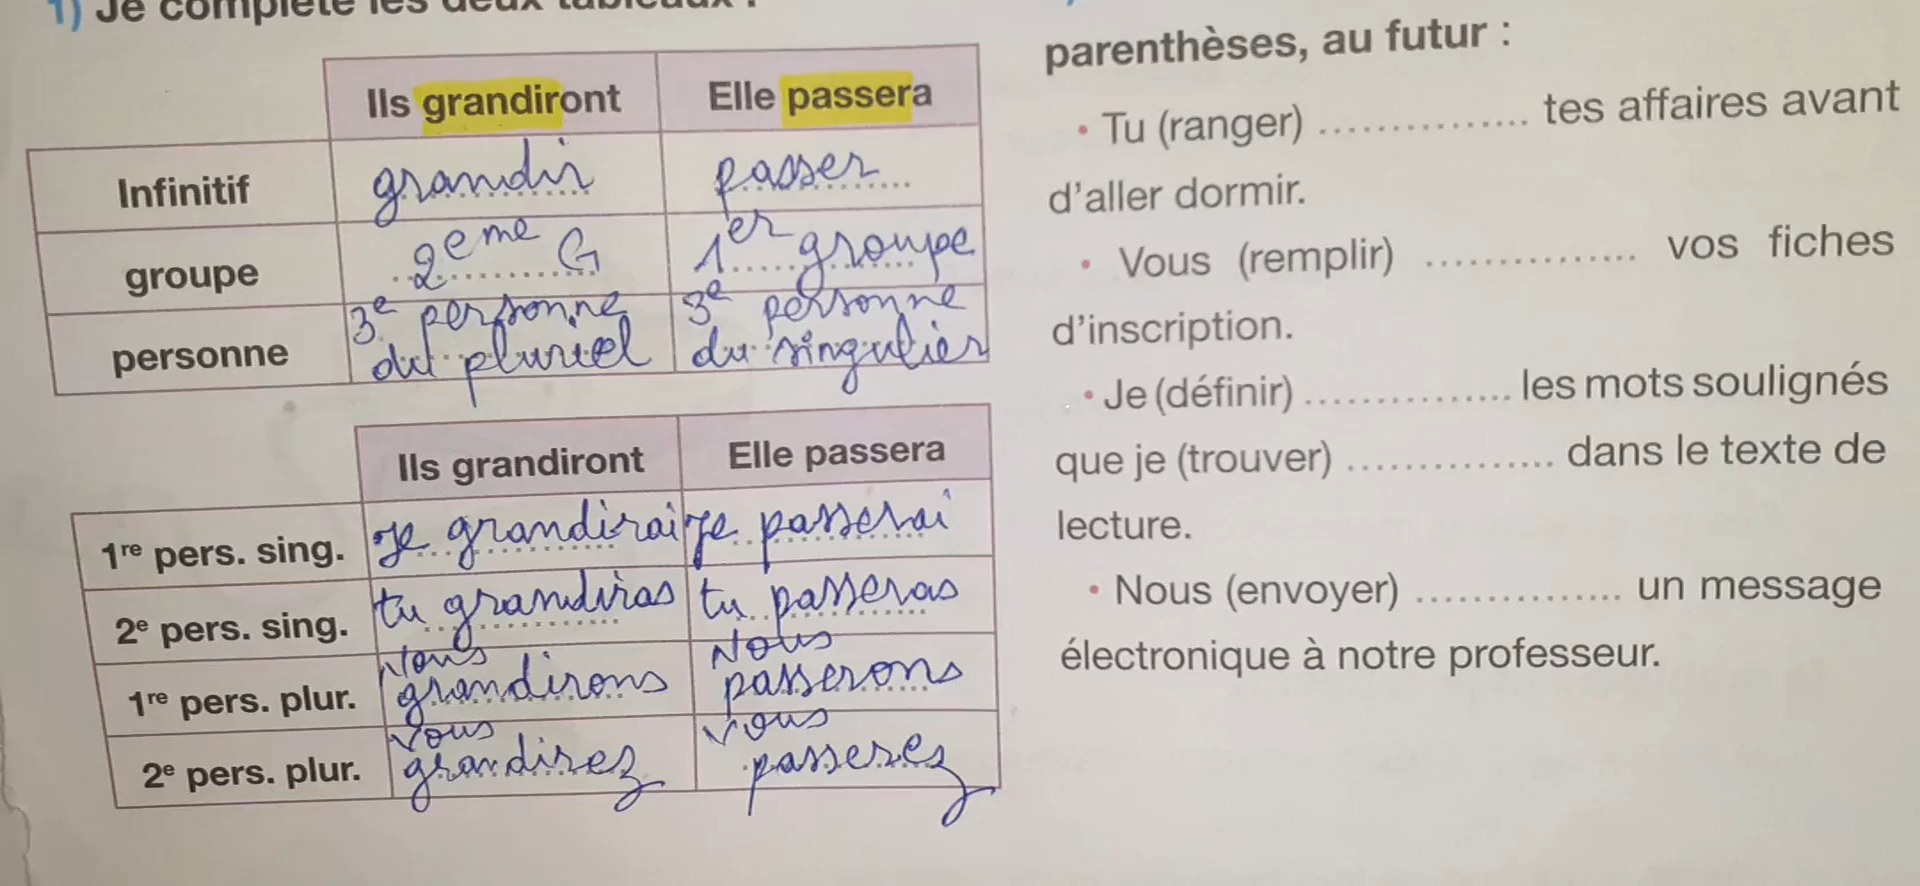 1) Je complète les deux tableaux :
Ils grandiront Elle passera
Infinitif grandir passer
groupe 2eme G 1er groupe
personne 3e personne du pluriel 3e personne du singulier
Ils grandiront Elle passera
1re pers. sing. Je grandirai Je passerai
2e pers. sing. tu grandiras tu passeras
1re pers. plur. Nous grandirons Nous passerons
2e pers. plur. Vous grandirez Vous passerez
parenthèses, au futur :
• Tu (ranger) ............... tes affaires avant
d'aller dormir.
• Vous (remplir) ............... vos fiches
d'inscription.
• Je (définir) ............... les mots soulignés
que je (trouver) ............... dans le texte de
lecture.
• Nous (envoyer) ............... un message
électronique à notre professeur.